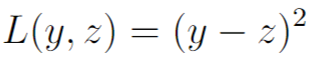 L(y, z) = (y − z)²